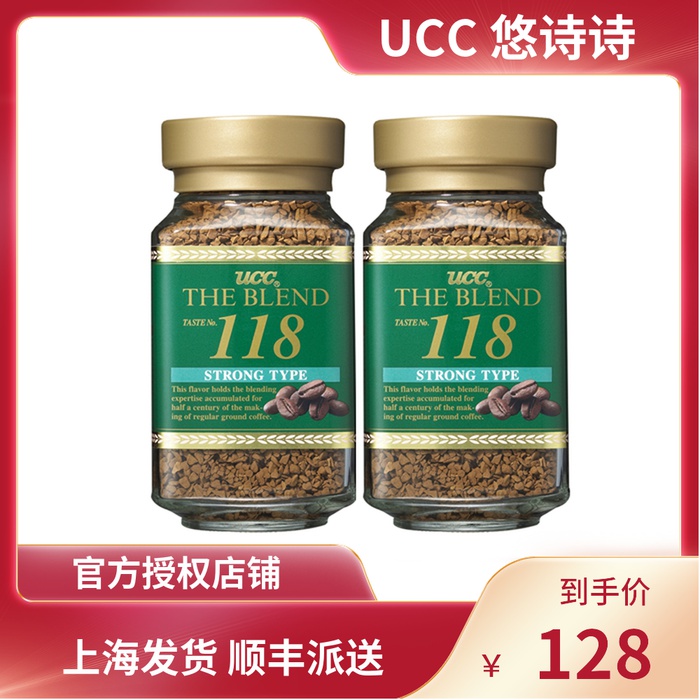 UCC 悠诗诗
ucc®
THE BLEND
TASTE No. 118
STRONG TYPE
This flavor holds the blending
expertise accumulated for
half a century of the mak-
ing of regular ground coffee.
ucc®
THE BLEND
TASTE No. 118
STRONG TYPE
This flavor holds the blending
expertise accumulated for
half a century of the mak-
ing of regular ground coffee.
官方授权店铺
上海发货 顺丰派送
到手价
¥ 128